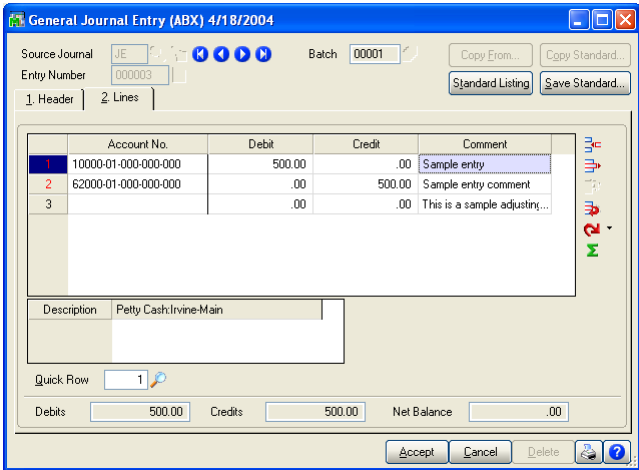 General Journal Entry (ABX) 4/18/2004
Source Journal JE Batch 00001 Copy From... Copy Standard...
Entry Number 000003 Standard Listing Save Standard...
1. Header 2. Lines
Account No. Debit Credit Comment
1 10000-01-000-000-000 500.00 .00 Sample entry
2 62000-01-000-000-000 .00 500.00 Sample entry comment
3 .00 .00 This is a sample adjusting...
Description Petty Cash:Irvine-Main
Quick Row 1
Debits 500.00 Credits 500.00 Net Balance .00
Accept Cancel Delete